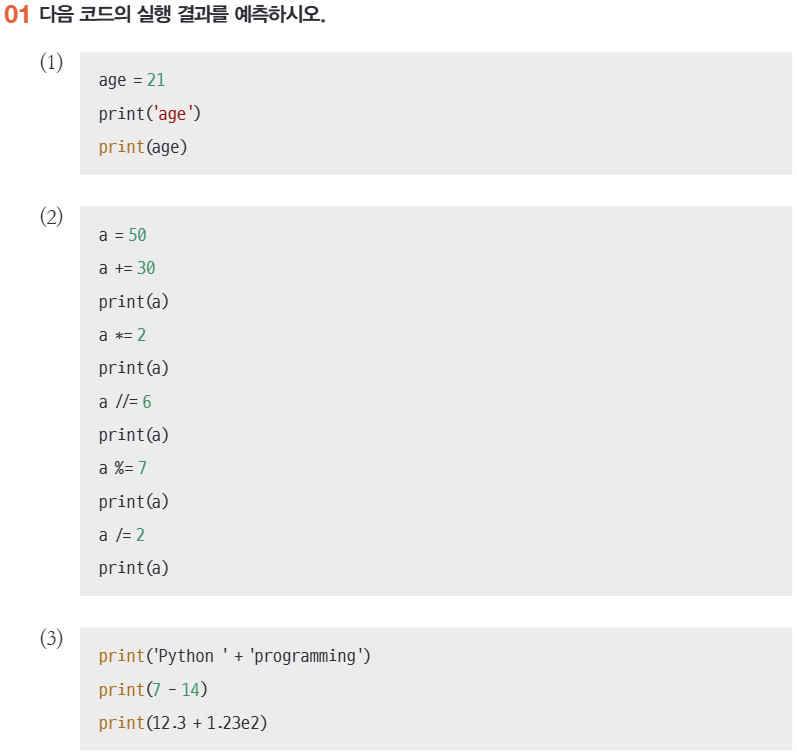 01 다음 코드의 실행 결과를 예측하시오.
(1)
age = 21
print('age')
print(age)
(2)
a = 50
a += 30
print(a)
a *= 2
print(a)
a //= 6
print(a)
a %= 7
print(a)
a /= 2
print(a)
(3)
print('Python ' + 'programming')
print(7 - 14)
print(12.3 + 1.23e2)